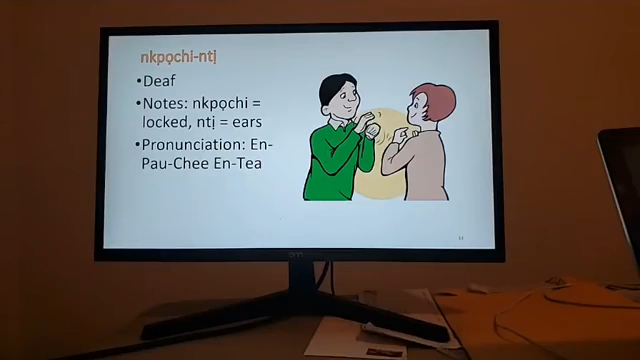 nkpọchi-ntị
•Deaf
•Notes: nkpọchi =
locked, ntị = ears
•Pronunciation: En-
Pau-Chee En-Tea